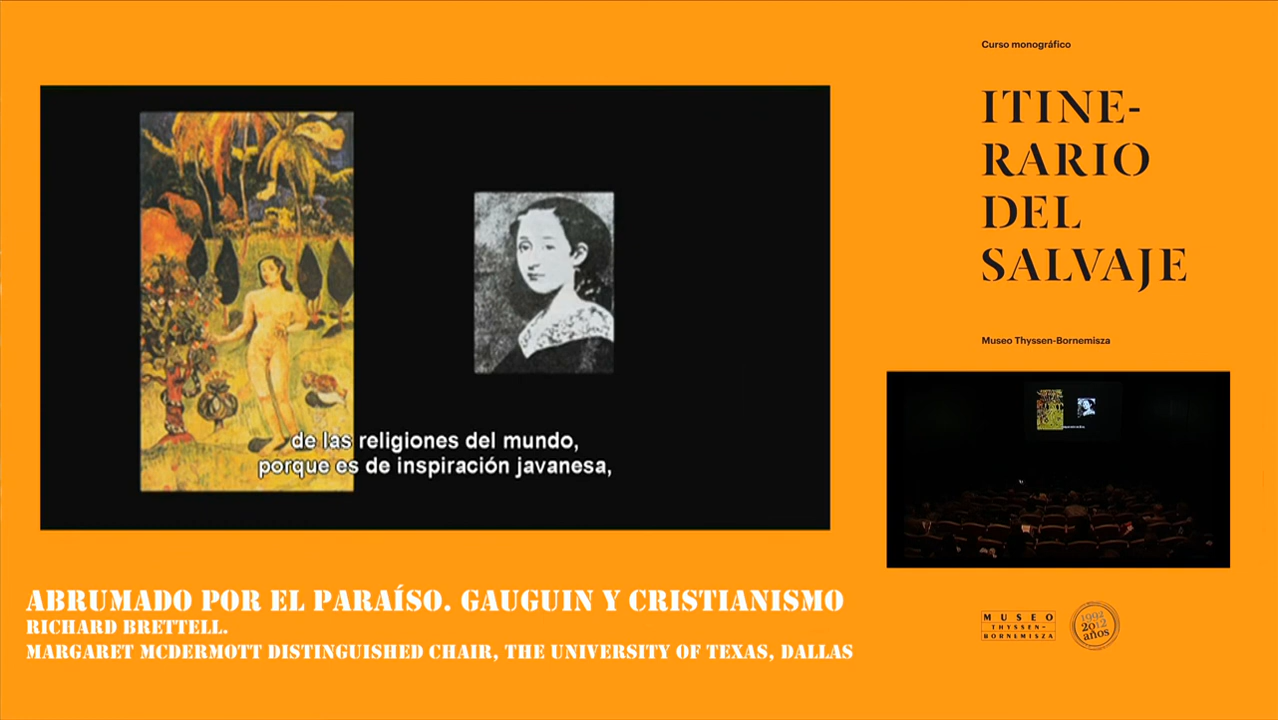 Curso monográfico
ITINE-
RARIO
DEL
SALVAJE
Museo Thyssen-Bornemisza
de las religiones del mundo,
porque es de inspiración javanesa,
ABRUMADO POR EL PARAÍSO. GAUGUIN Y CRISTIANISMO
RICHARD BRETTELL.
MARGARET MCDERMOTT DISTINGUISHED CHAIR, THE UNIVERSITY OF TEXAS, DALLAS
MUSEO
THYSSEN-
BORNEMISZA
1992
2012
años